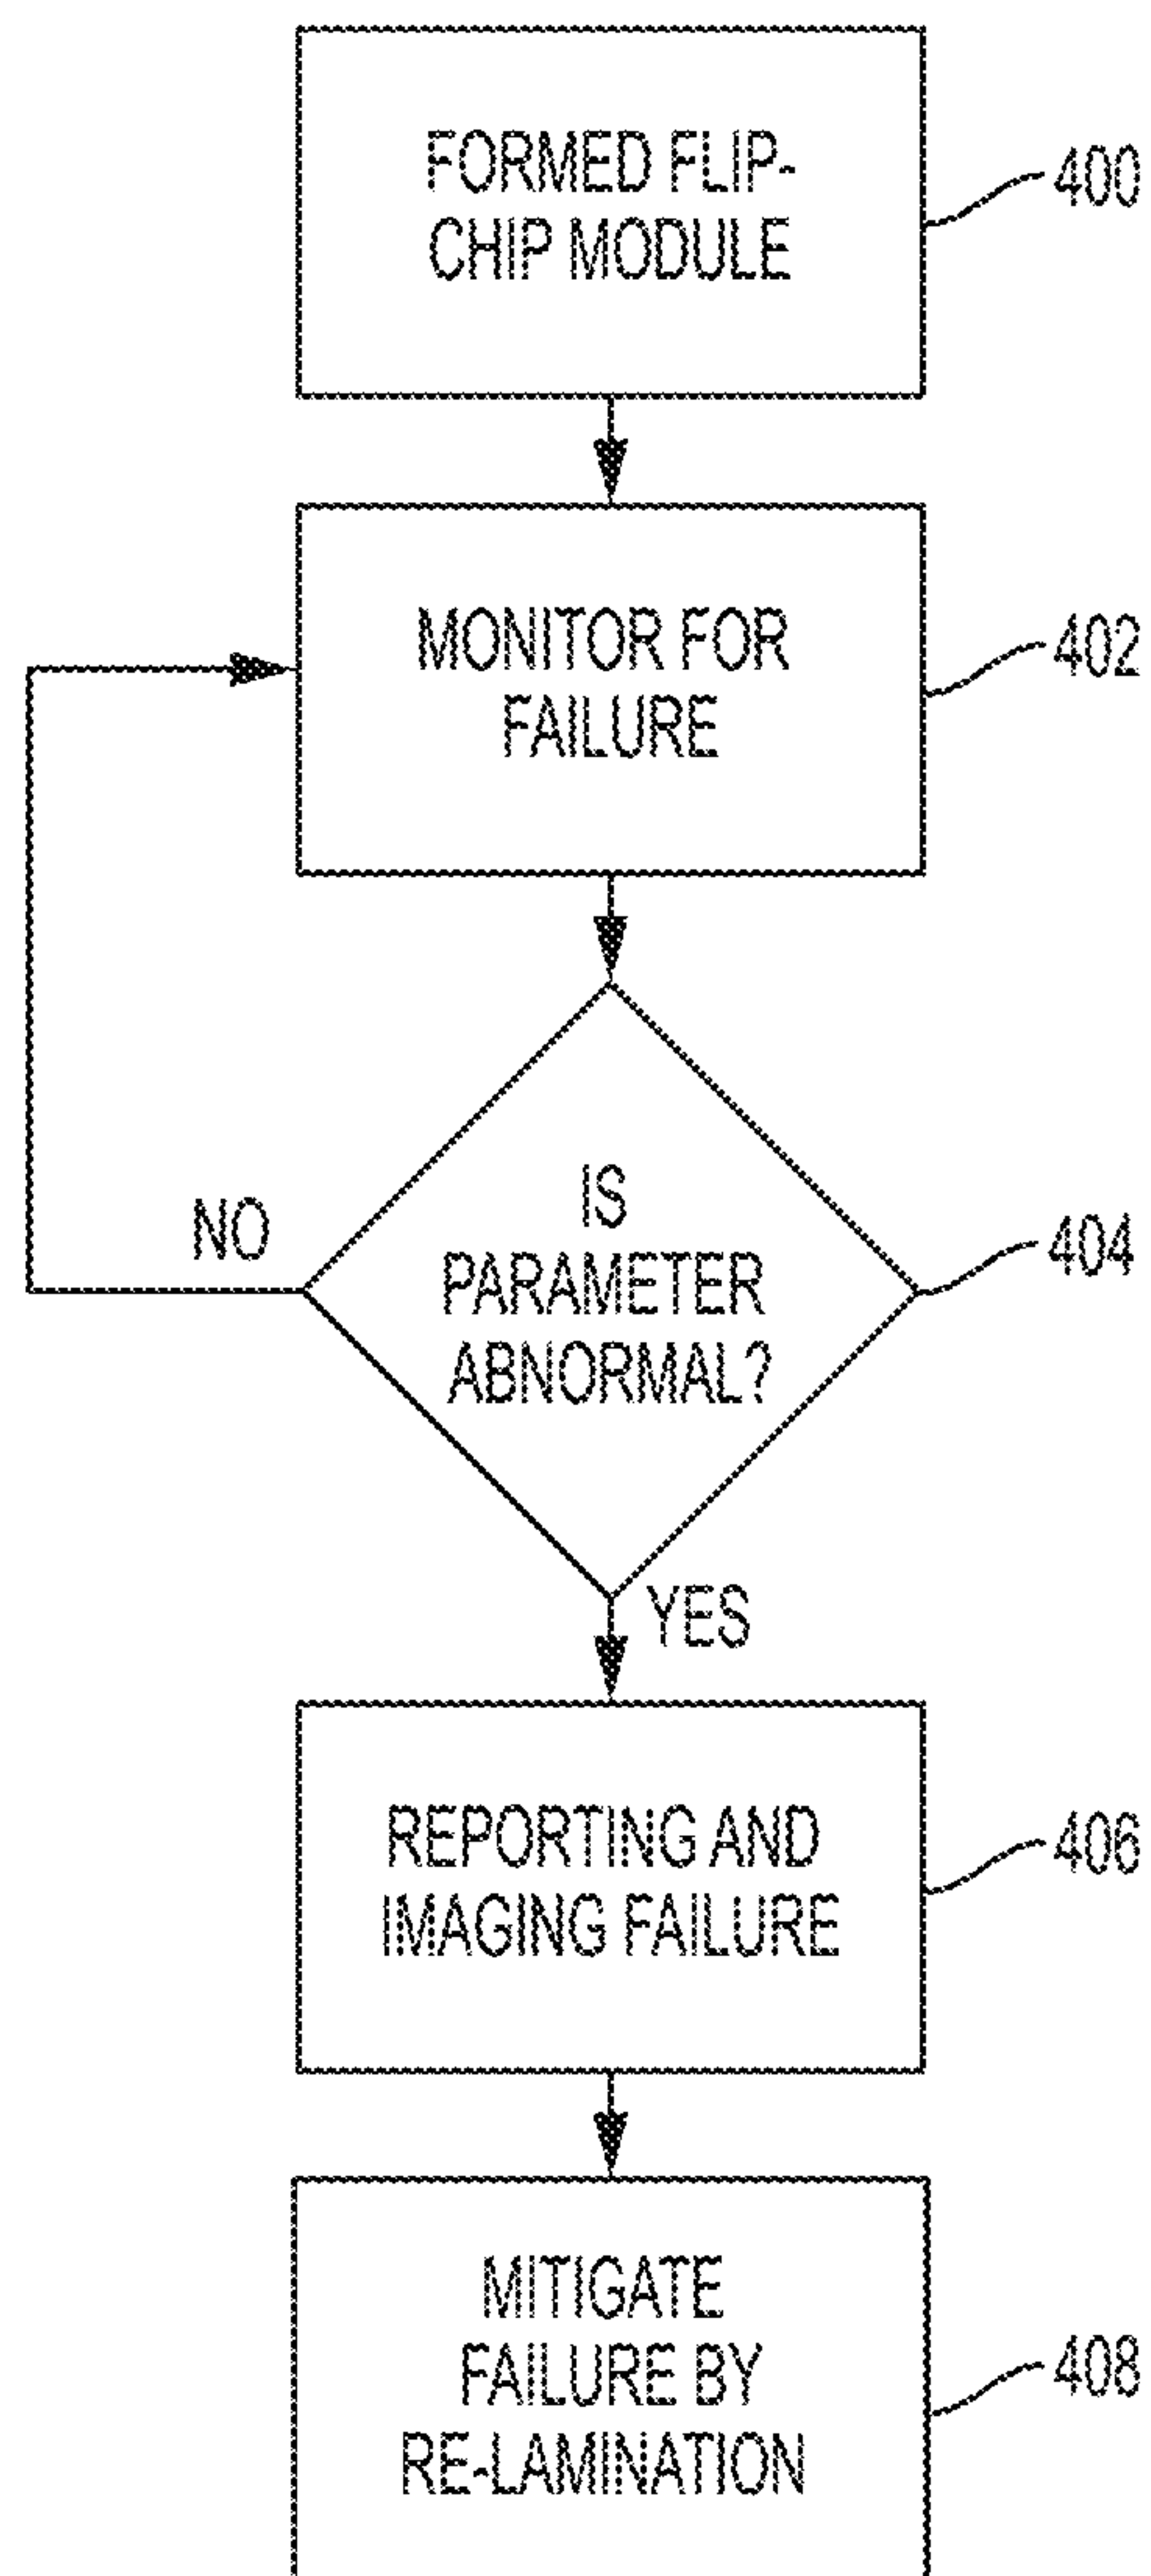 FORMED FLIP-
CHIP MODULE
400
MONITOR FOR
FAILURE
402
IS
PARAMETER
ABNORMAL?
404
NO
YES
REPORTING AND
IMAGING FAILURE
406
MITIGATE
FAILURE BY
RE-LAMINATION
408